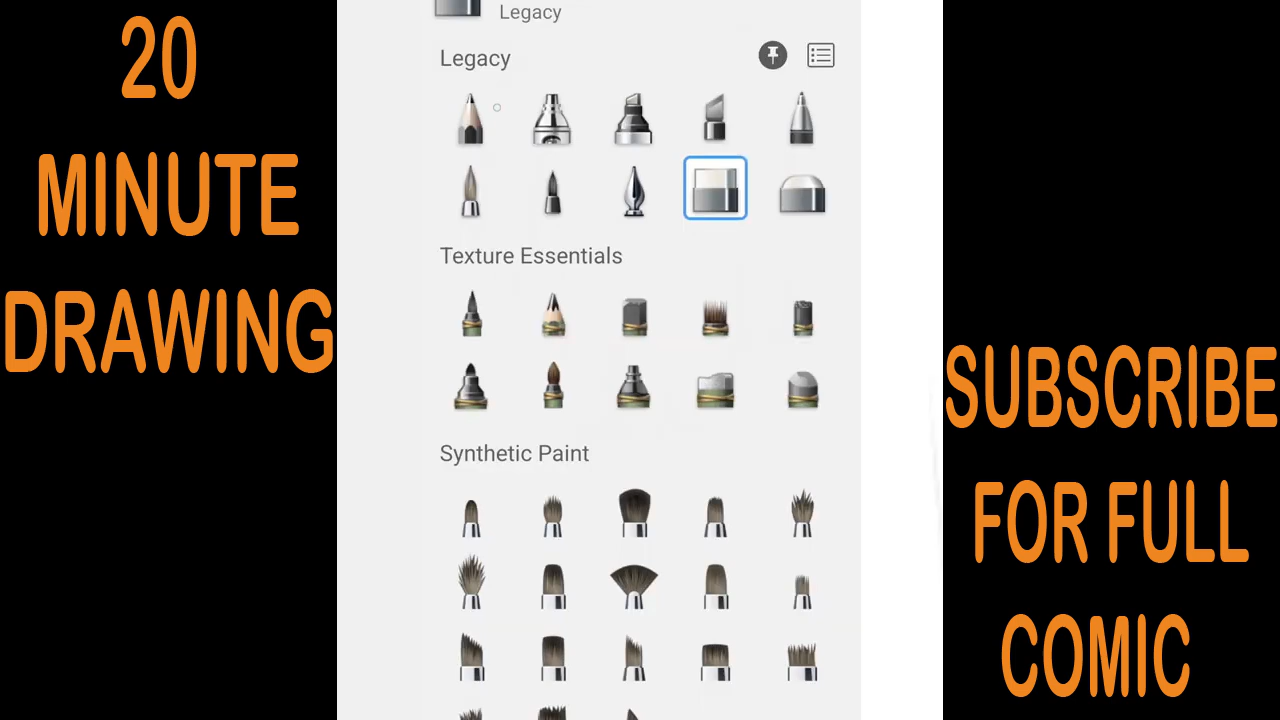 20
MINUTE
DRAWING
Legacy
Legacy
Texture Essentials
Synthetic Paint
SUBSCRIBE
FOR FULL
COMIC